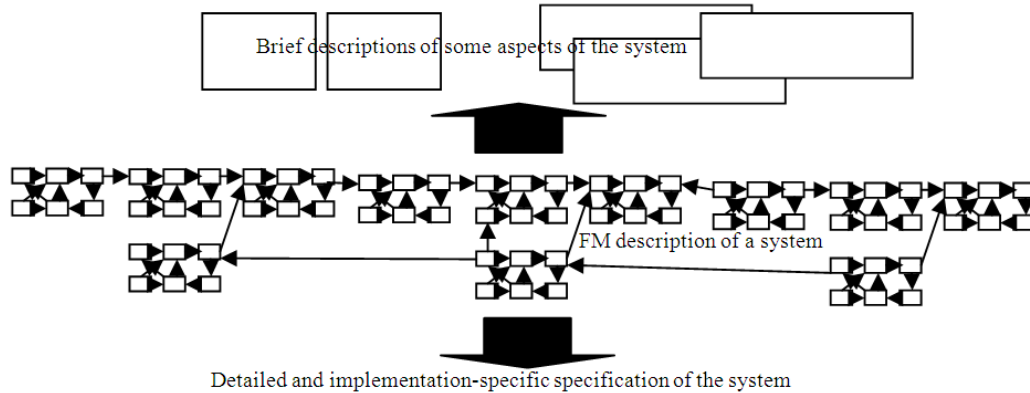 Brief descriptions of some aspects of the system
FM description of a system
Detailed and implementation-specific specification of the system